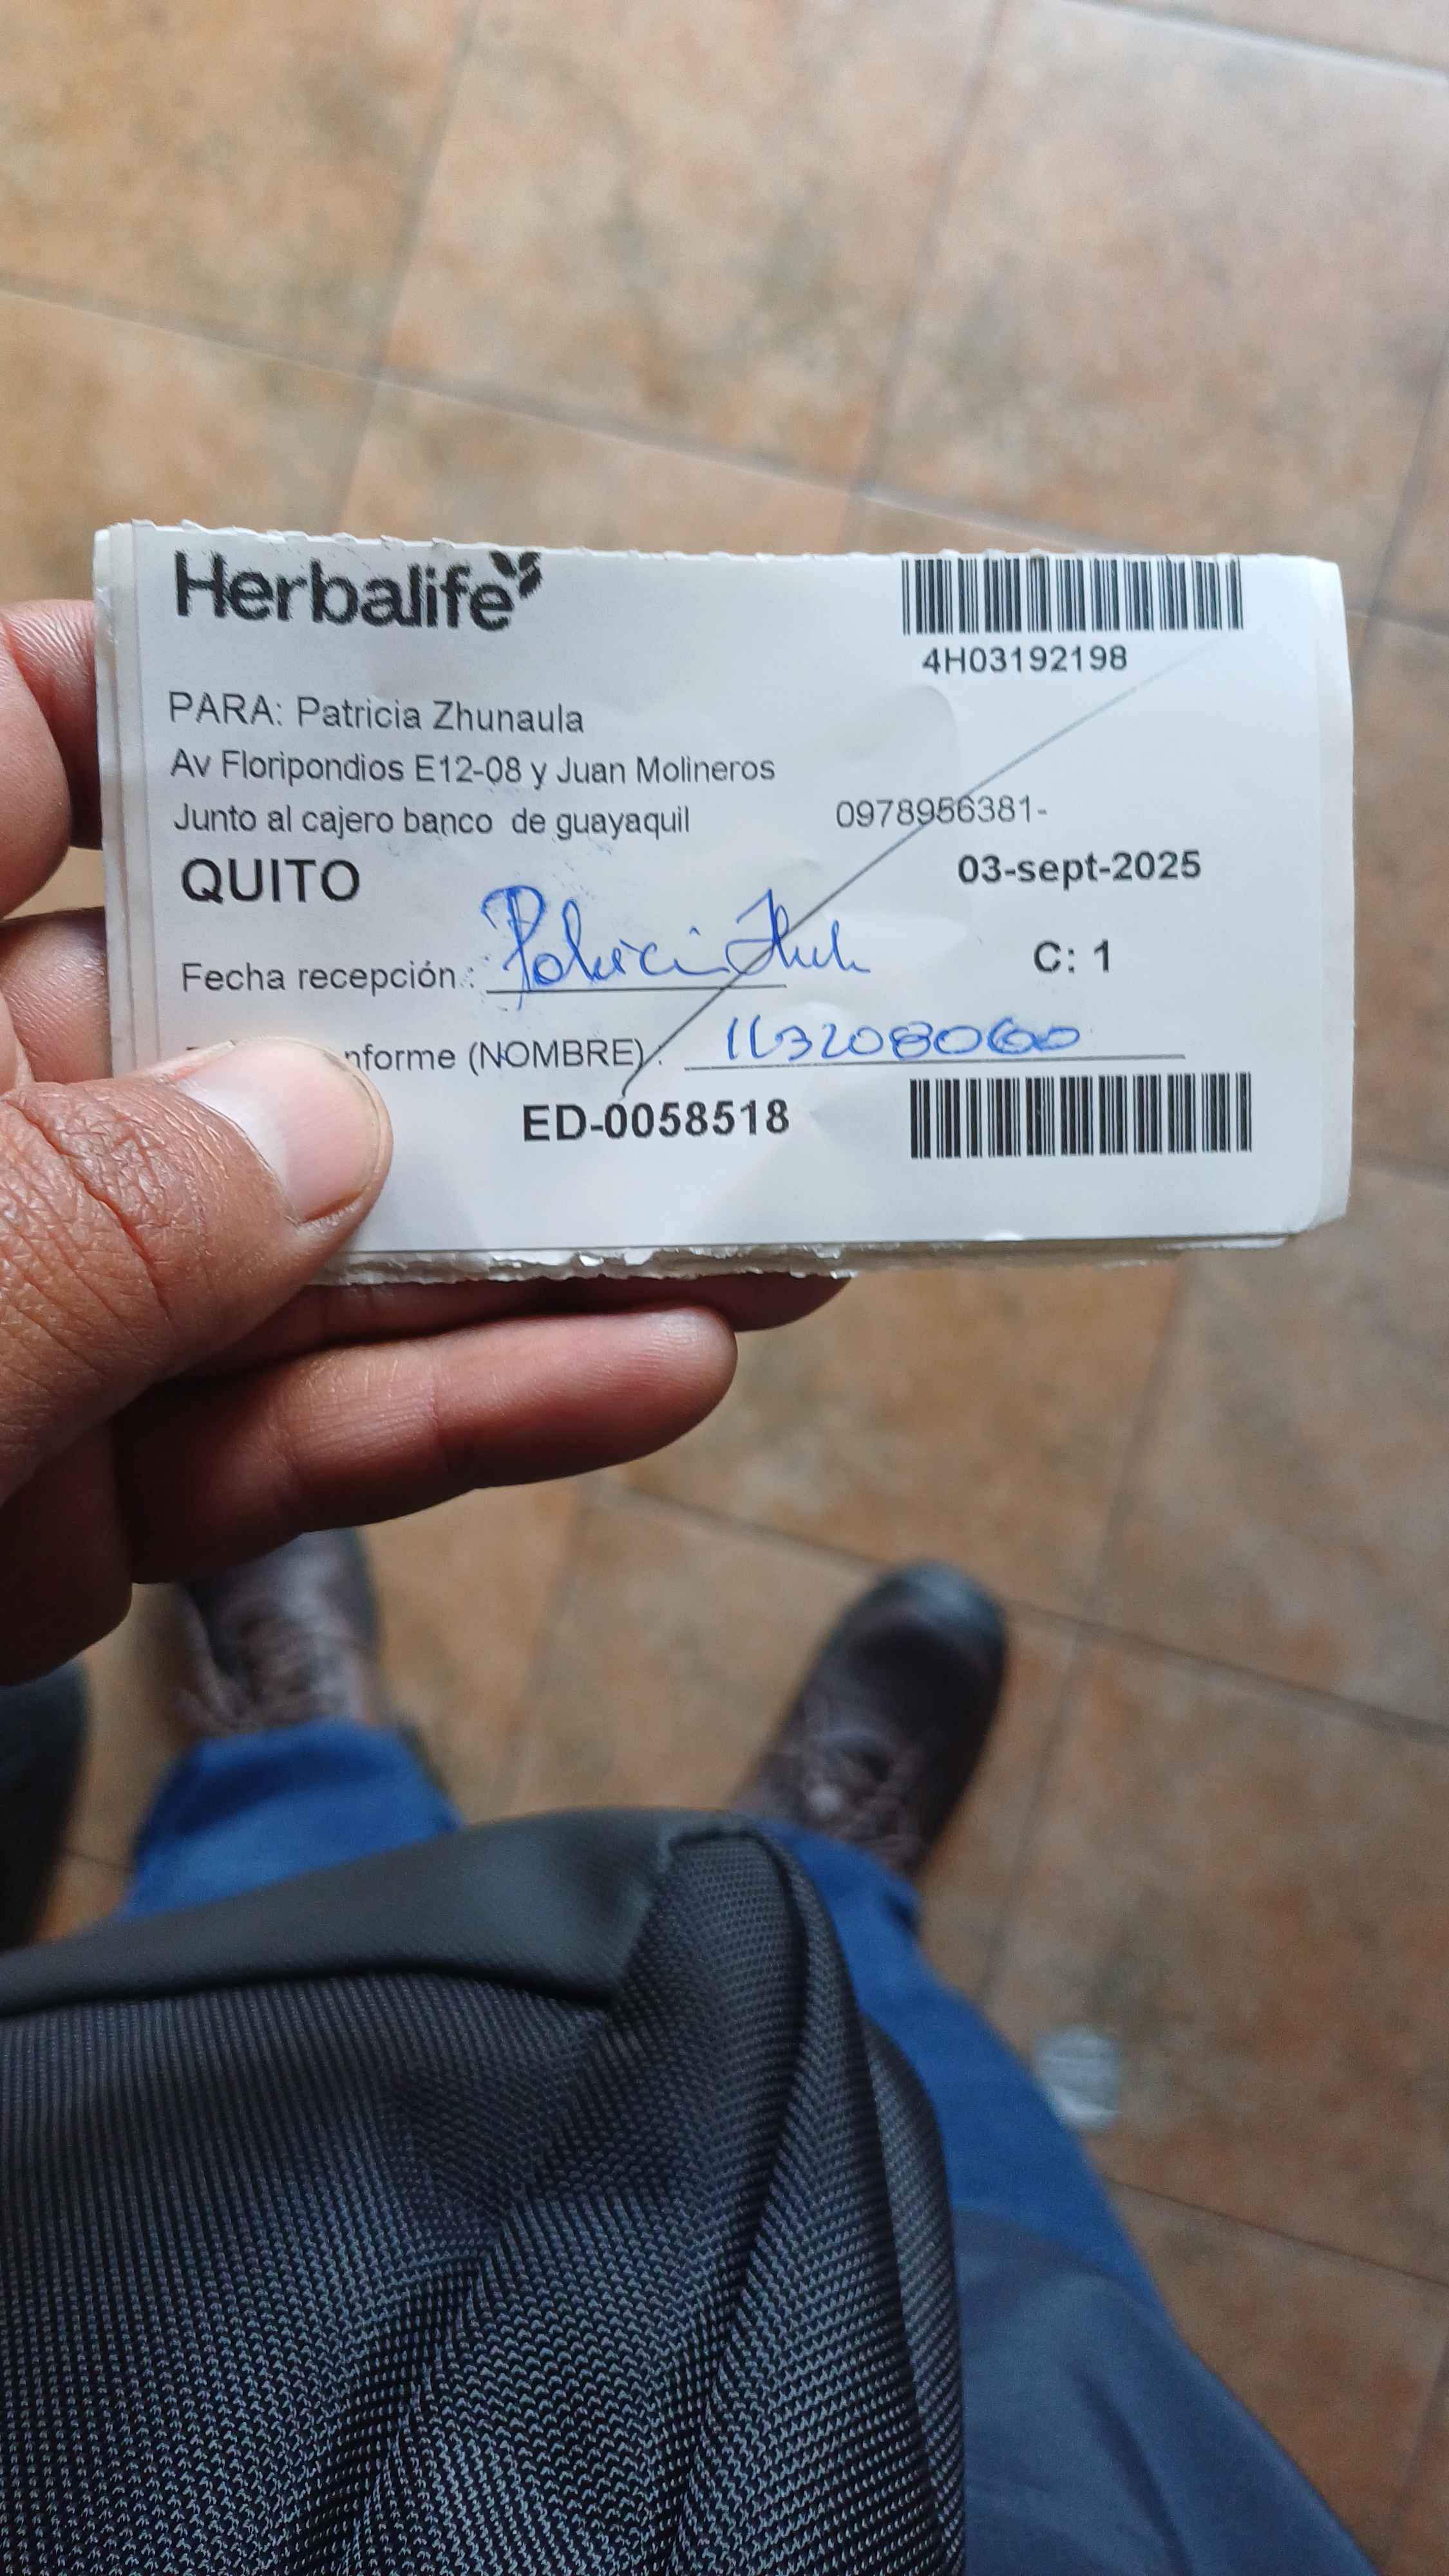 Herbalife
4H03192198
PARA: Patricia Zhunaula
Av Floripondios E12-08 y Juan Molineros
Junto al cajero banco de guayaquil 0978956381-
QUITO
03-sept-2025
Fecha recepción.:
C: 1
(NOMBRE).: 1132080600
ED-0058518